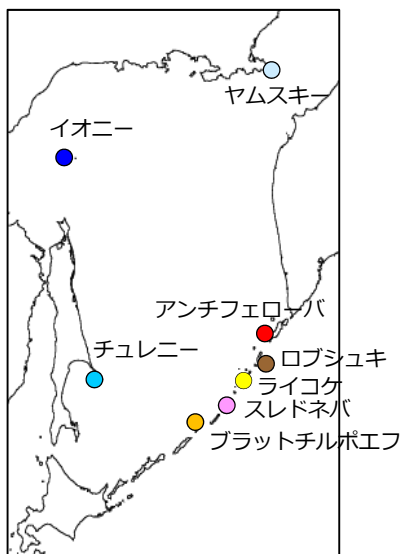 ヤムスキー
イオニー
アンチフェローバ
チュレニー
ロブシュキ
ライコケ
スレドネバ
ブラットチルポエフ